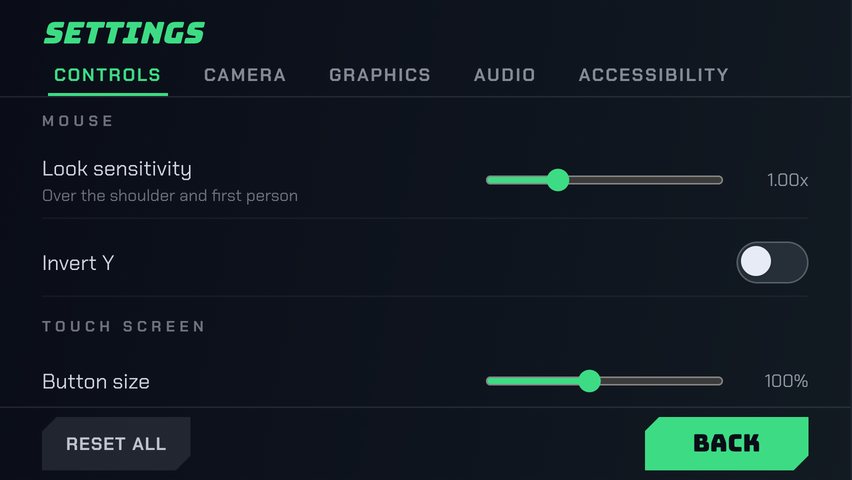 SETTINGS
CONTROLS CAMERA GRAPHICS AUDIO ACCESSIBILITY
MOUSE
Look sensitivity
Over the shoulder and first person
1.00x
Invert Y
TOUCH SCREEN
Button size 100%
RESET ALL BACK